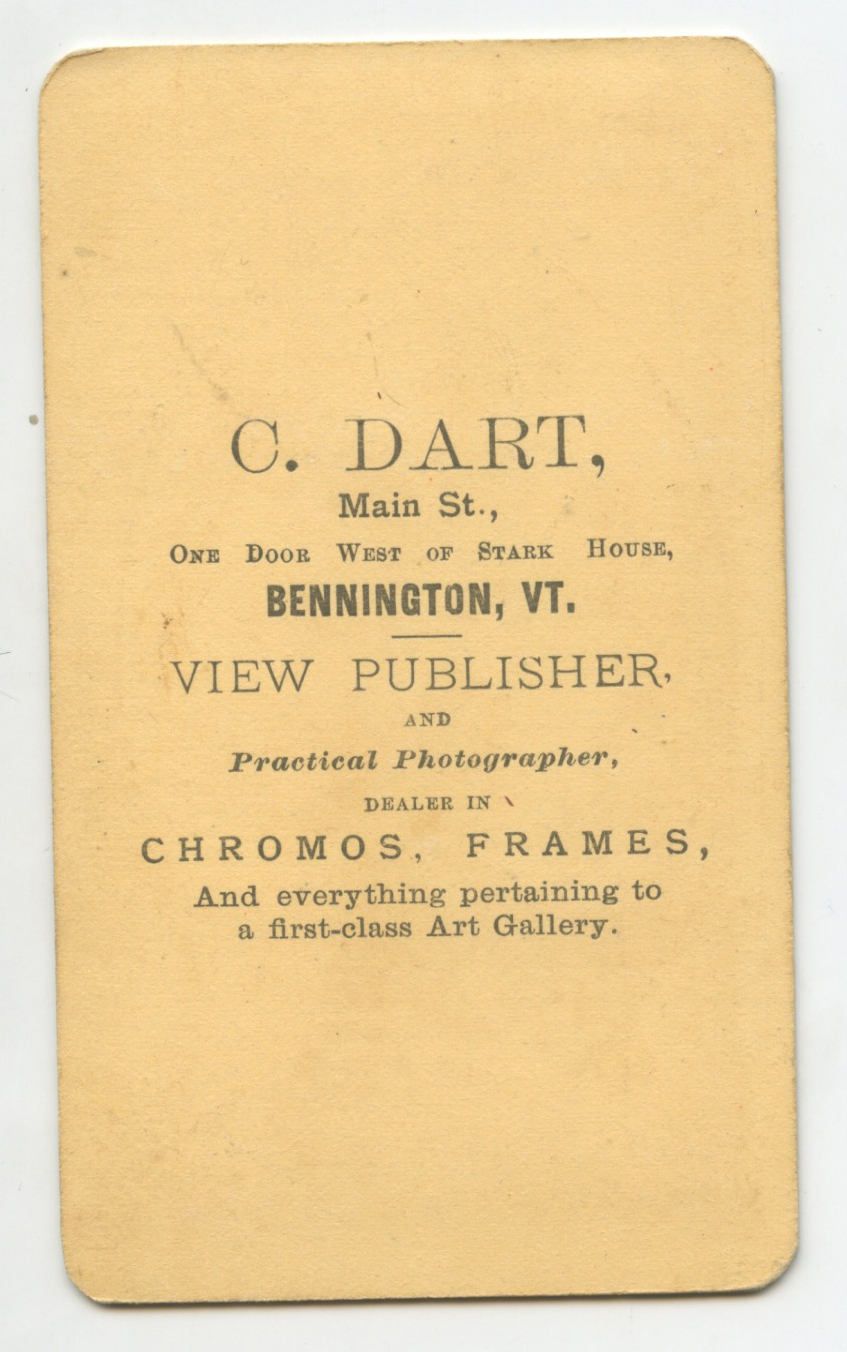 C. DART,
Main St.,
ONE DOOR WEST OF STARK HOUSE,
BENNINGTON, VT.
VIEW PUBLISHER,
AND
Practical Photographer,
DEALER IN
CHROMOS, FRAMES,
And everything pertaining to
a first-class Art Gallery.